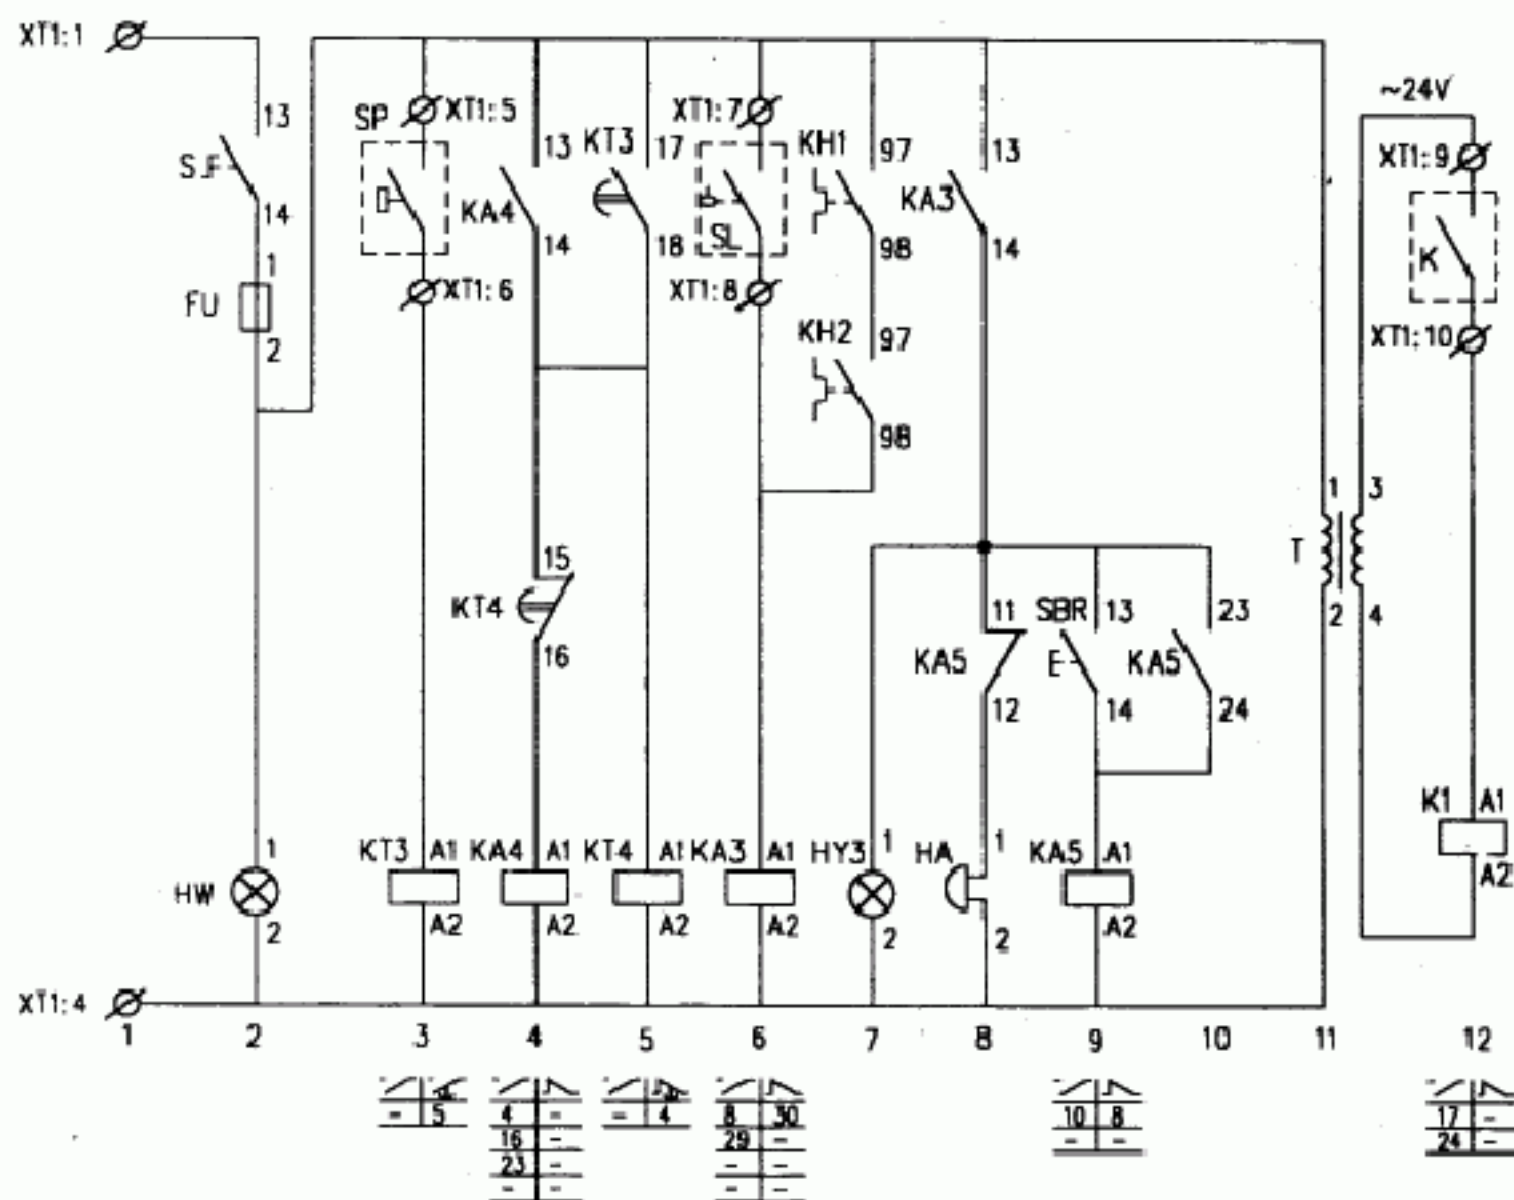 XT1:1
~24V
13
SP
XT1:5
XT1:7
13
KT3
17
KH1
97
13
XT1:9
SF
14
KA4
14
18
SL
98
KA3
14
K
1
FU
2
XT1:6
XT1:8
KH2
97
98
XT1:10
1
3
T
2
4
15
KT4
16
11
SBR
13
23
KA5
E
KA5
12
14
24
K1
A1
A2
1
HW
2
KT3
A1
A2
KA4
A1
A2
KT4
A1
A2
KA3
A1
A2
HY3
1
2
HA
1
2
KA5
A1
A2
XT1:4
1 2 3 4 5 6 7 8 9 10 11 12
- 5
4 -
16 -
23 -
- -
- 4
8 30
29 -
- -
- -
10 8
- -
17 -
24 -